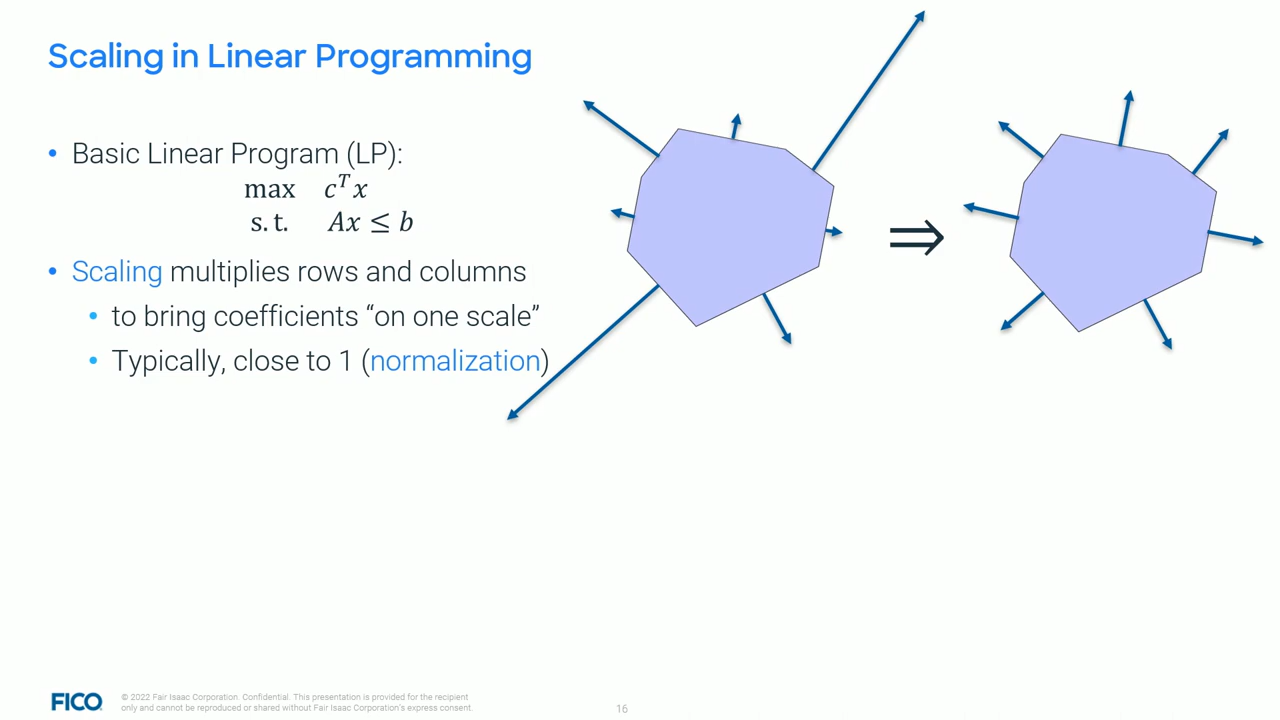 Scaling in Linear Programming
• Basic Linear Program (LP):
max c^T x
s.t. Ax ≤ b
• Scaling multiplies rows and columns
• to bring coefficients “on one scale”
• Typically, close to 1 (normalization)
⇒
FICO
© 2022 Fair Isaac Corporation. Confidential. This presentation is provided for the recipient
only and cannot be reproduced or shared without Fair Isaac Corporation's express consent.
16